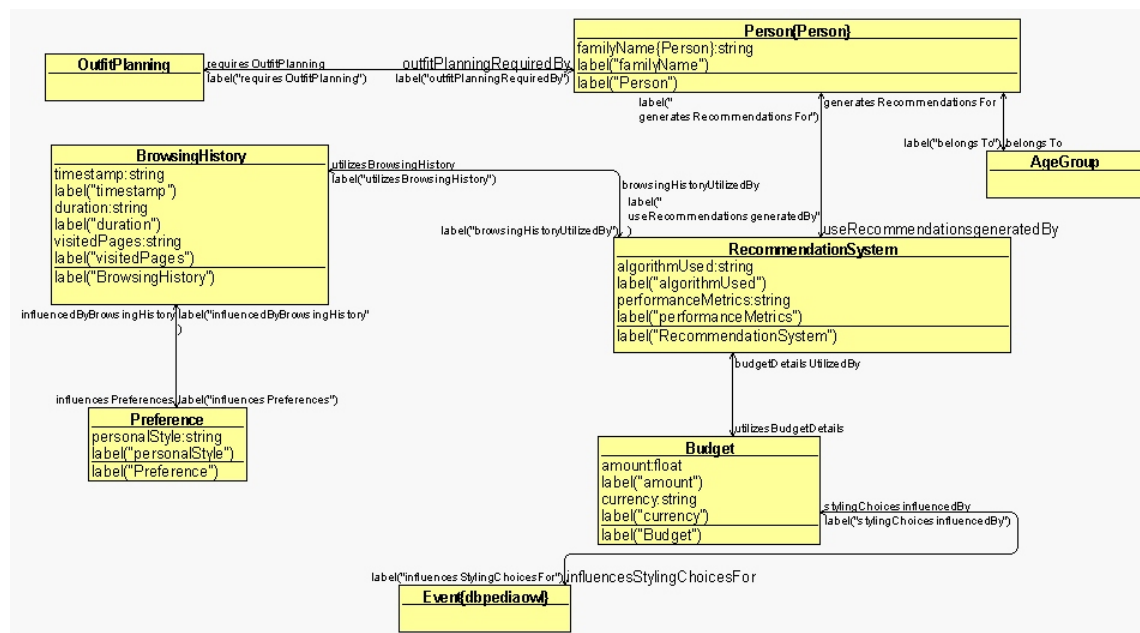 Person{Person}
familyName{Person}:string
label("familyName")
label("Person")
OutfitPlanning
requires OutfitPlanning
label("requires OutfitPlanning")
outfitPlanningRequiredBy
label("outfitPlanningRequiredBy")
label("
generates Recommendations For")
generates Recommendations For
label("belongs To")
belongs To
AgeGroup
BrowsingHistory
timestamp:string
label("timestamp")
duration:string
label("duration")
visitedPages:string
label("visitedPages")
label("BrowsingHistory")
utilizesBrowsingHistory
label("utilizesBrowsingHistory")
browsingHistoryUtilizedBy
label("
useRecommendations generatedBy"
)
label("browsingHistoryUtilizedBy")
useRecommendationsgeneratedBy
RecommendationSystem
algorithmUsed:string
label("algorithmUsed")
performanceMetrics:string
label("performanceMetrics")
label("RecommendationSystem")
influencedByBrowsingHistory
label("influencedByBrowsingHistory"
)
budgetDetails UtilizedBy
influences Preferences
label("influences Preferences")
Preference
personalStyle:string
label("personalStyle")
label("Preference")
utilizesBudgetDetails
Budget
amount:float
label("amount")
currency:string
label("currency")
label("Budget")
stylingChoices influencedBy
label("stylingChoices influencedBy")
label("influences StylingChoicesFor")
influencesStylingChoicesFor
Event{dbpediaowl}